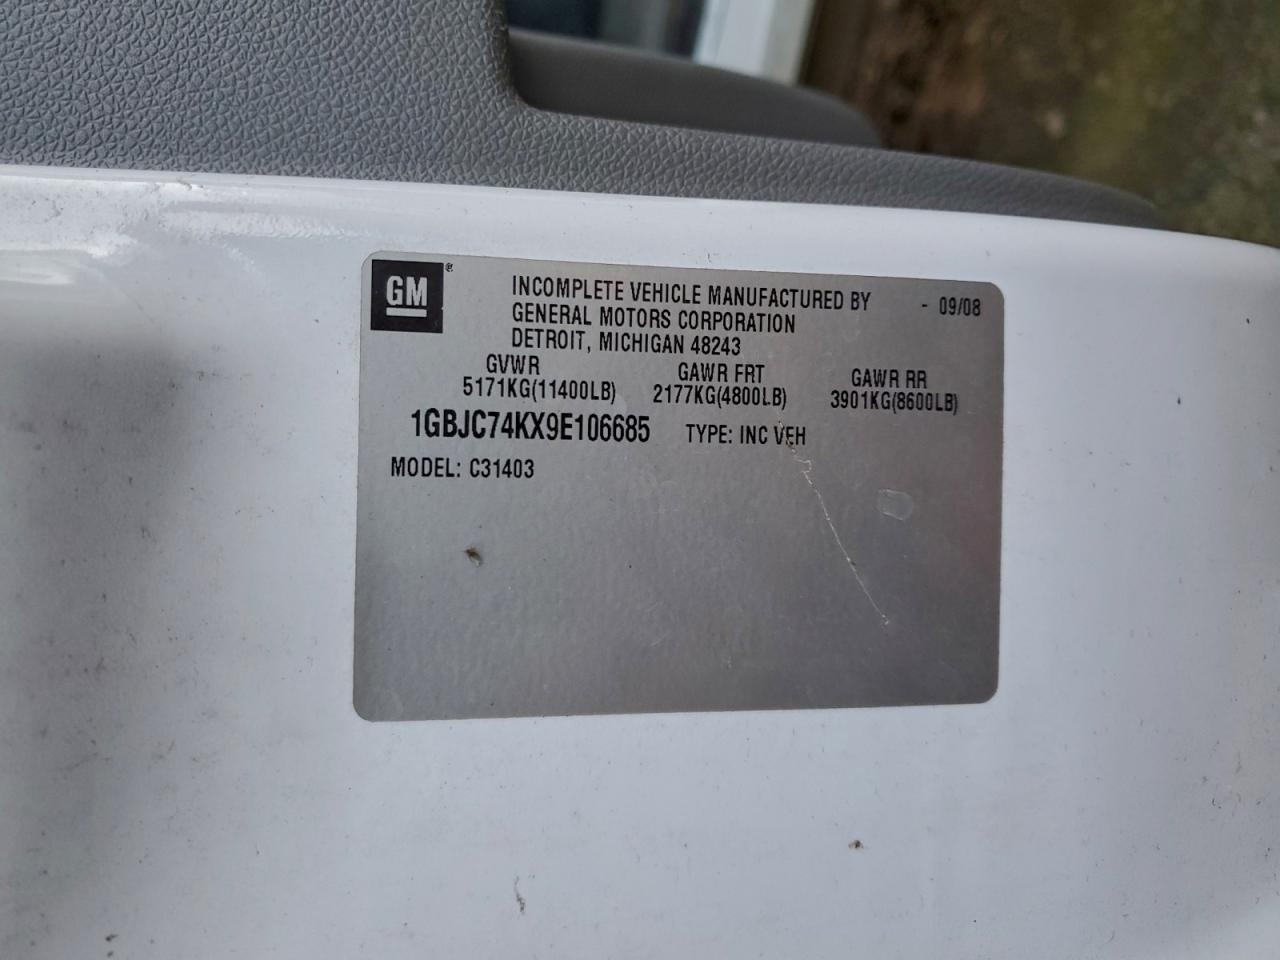 GM®
INCOMPLETE VEHICLE MANUFACTURED BY - 09/08
GENERAL MOTORS CORPORATION
DETROIT, MICHIGAN 48243
GVWR GAWR FRT GAWR RR
5171KG(11400LB) 2177KG(4800LB) 3901KG(8600LB)
1GBJC74KX9E106685 TYPE: INC VEH
MODEL: C31403